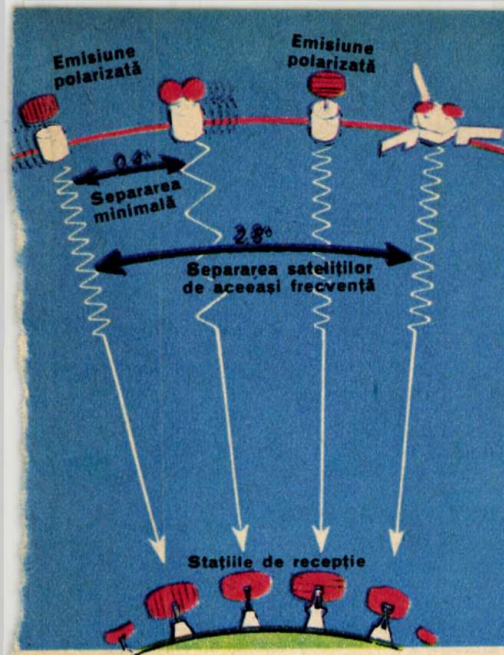 Emisiune
polarizată
Emisiune
polarizată
Separarea
minimală
2,8°
Separarea sateliților
de aceeași frecvență
Stațiile de recepție